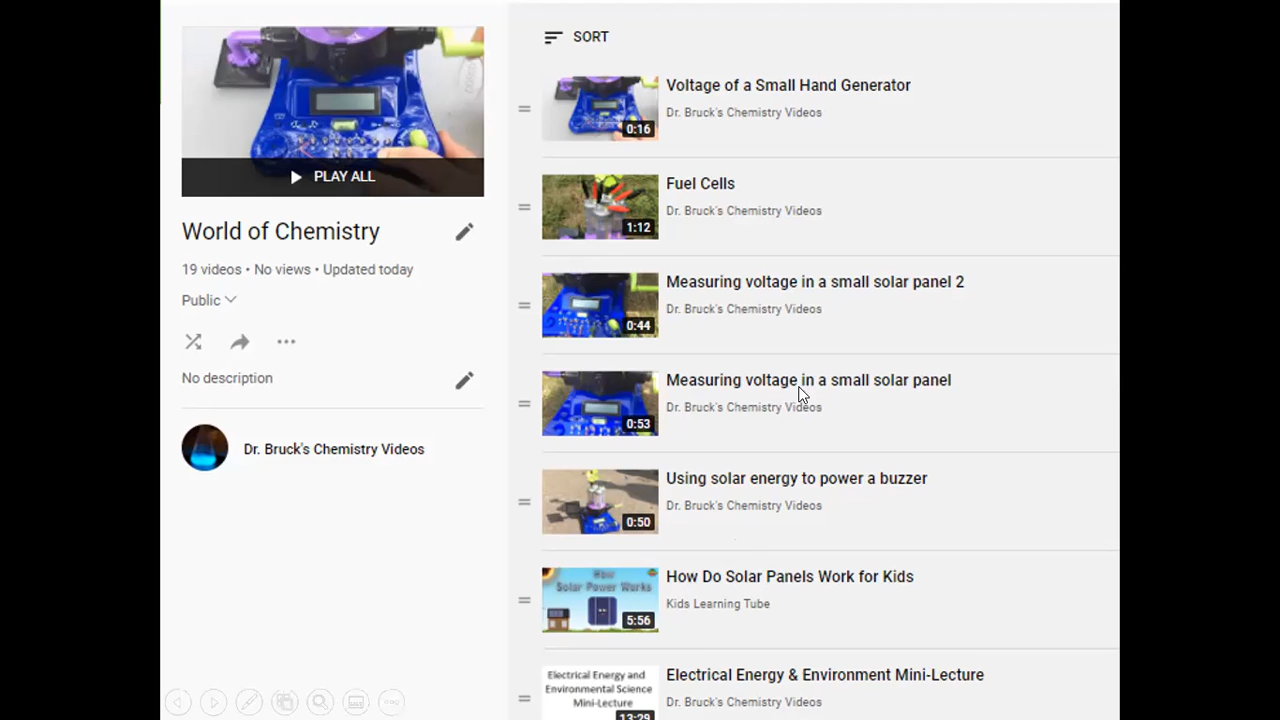 PLAY ALL
World of Chemistry
19 videos • No views • Updated today
Public
No description
Dr. Bruck's Chemistry Videos
SORT
0:16
Voltage of a Small Hand Generator
Dr. Bruck's Chemistry Videos
1:12
Fuel Cells
Dr. Bruck's Chemistry Videos
0:44
Measuring voltage in a small solar panel 2
Dr. Bruck's Chemistry Videos
0:53
Measuring voltage in a small solar panel
Dr. Bruck's Chemistry Videos
0:50
Using solar energy to power a buzzer
Dr. Bruck's Chemistry Videos
How
Solar Power Works
5:56
How Do Solar Panels Work for Kids
Kids Learning Tube
Electrical Energy and
Environmental Science
Mini-Lecture
13:29
Electrical Energy & Environment Mini-Lecture
Dr. Bruck's Chemistry Videos